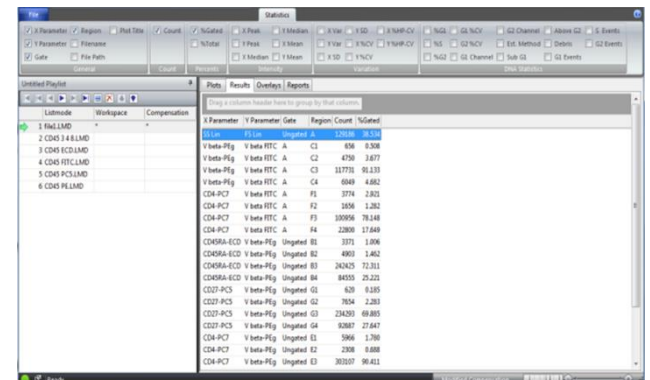 File Statistics
X Parameter Region Plot Title Count %Gated X Peak X Median X Var X SD X %HP-CV %G1 G1 %CV G2 Channel Above G2 S Events
Y Parameter Filename %Total Y Peak X Mean Y Var X %CV Y %HP-CV %S G2 %CV Est. Method Debris G2 Events
Gate File Path X Median Y Mean X SD Y %CV %G2 G1 Channel Sub G1 G1 Events
General Count Percents Intensity Variation DNA Statistics
Untitled Playlist
Plots Results Overlays Reports
Drag a column header here to group by that column.
Listmode Workspace Compensation
1 File1.LMD * *
2 CD45 3 4 8.LMD
3 CD45 ECD.LMD
4 CD45 FITC.LMD
5 CD45 PC5.LMD
6 CD45 PE.LMD
X Parameter Y Parameter Gate Region Count %Gated
SS Lin FS Lin Ungated A 129186 38.534
V beta-PEg V beta FITC A C1 656 0.508
V beta-PEg V beta FITC A C2 4750 3.677
V beta-PEg V beta FITC A C3 117731 91.133
V beta-PEg V beta FITC A C4 6049 4.682
CD4-PC7 V beta FITC A F1 3774 2.921
CD4-PC7 V beta FITC A F2 1656 1.282
CD4-PC7 V beta FITC A F3 100956 78.148
CD4-PC7 V beta FITC A F4 22800 17.649
CD45RA-ECD V beta-PEg Ungated B1 3371 1.006
CD45RA-ECD V beta-PEg Ungated B2 4903 1.462
CD45RA-ECD V beta-PEg Ungated B3 242425 72.311
CD45RA-ECD V beta-PEg Ungated B4 84555 25.221
CD27-PC5 V beta-PEg Ungated G1 620 0.185
CD27-PC5 V beta-PEg Ungated G2 7654 2.283
CD27-PC5 V beta-PEg Ungated G3 234293 69.885
CD27-PC5 V beta-PEg Ungated G4 92687 27.647
CD4-PC7 V beta-PEg Ungated E1 5966 1.780
CD4-PC7 V beta-PEg Ungated E2 2308 0.688
CD4-PC7 V beta-PEg Ungated E3 303107 90.411
Ready